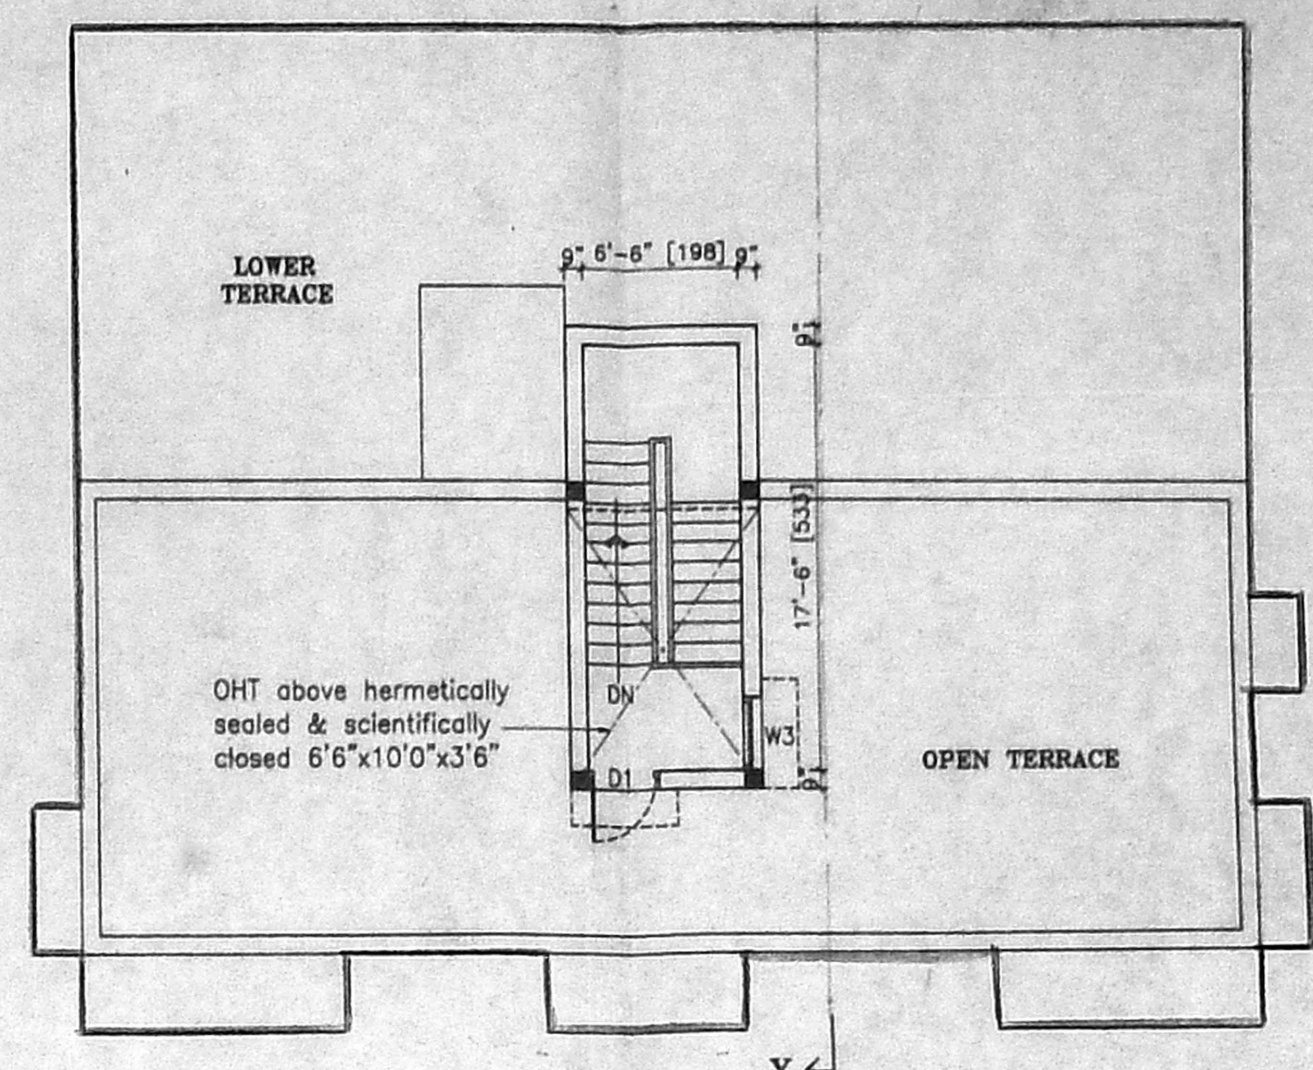 9" 6'-6" [198] 9"
LOWER
TERRACE
9"
17'-6" [533]
OHT above hermetically
sealed & scientifically
closed 6'6"x10'0"x3'6"
DN
W3
OPEN TERRACE
D1
9"